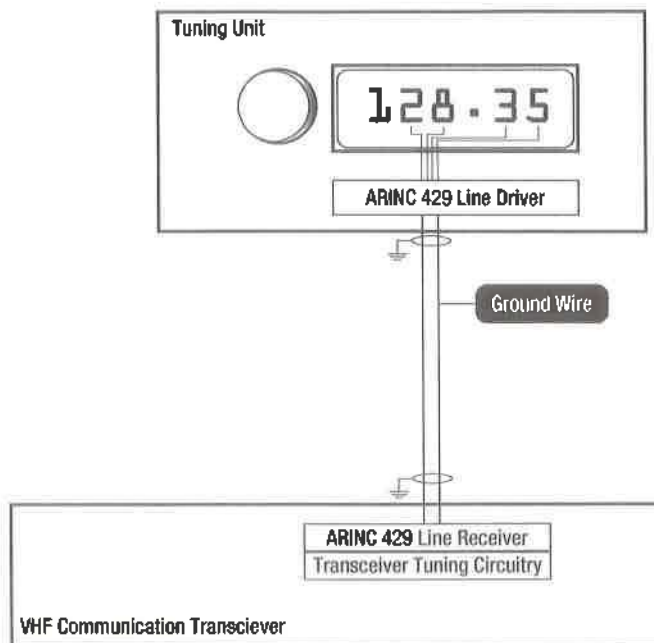 Tuning Unit
128.35
ARINC 429 Line Driver
Ground Wire
ARINC 429 Line Receiver
Transceiver Tuning Circuitry
VHF Communication Transciever